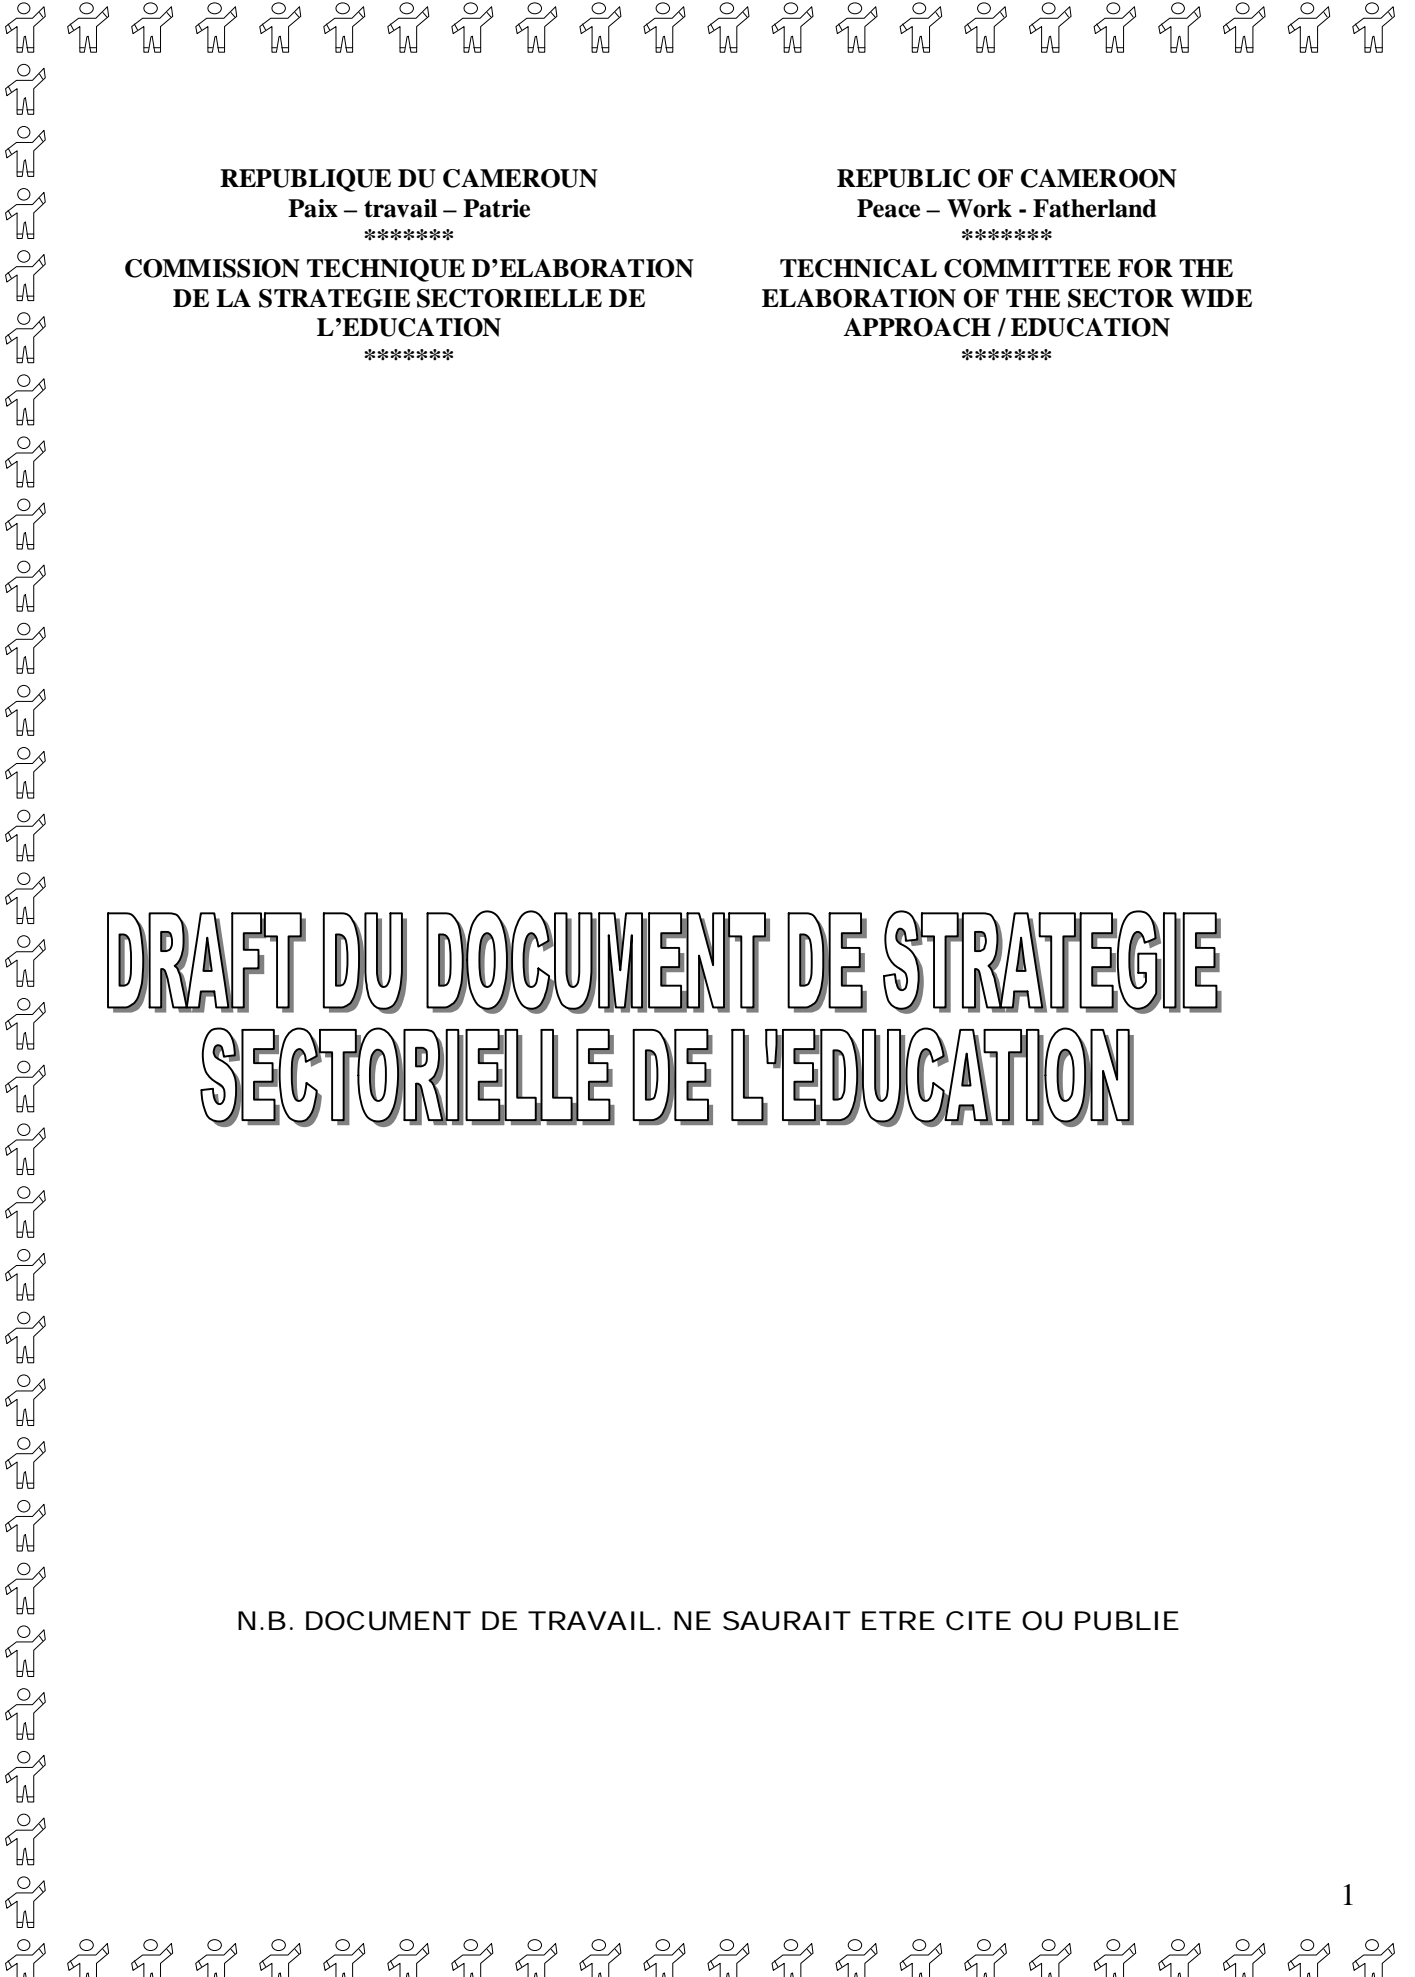 REPUBLIQUE DU CAMEROUN
Paix – travail – Patrie
*******
COMMISSION TECHNIQUE D’ELABORATION
DE LA STRATEGIE SECTORIELLE DE
L’EDUCATION
*******
REPUBLIC OF CAMEROON
Peace – Work - Fatherland
*******
TECHNICAL COMMITTEE FOR THE
ELABORATION OF THE SECTOR WIDE
APPROACH / EDUCATION
*******
DRAFT DU DOCUMENT DE STRATEGIE
SECTORIELLE DE L'EDUCATION
N.B. DOCUMENT DE TRAVAIL. NE SAURAIT ETRE CITE OU PUBLIE
1